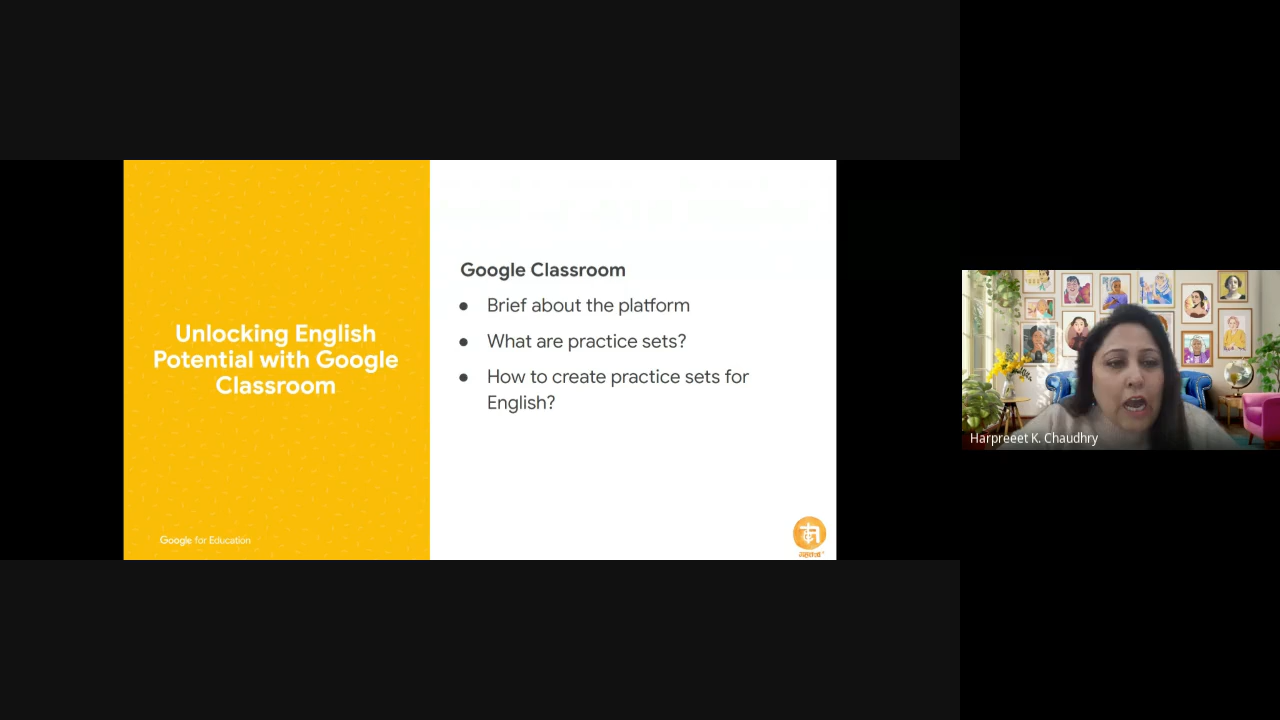 Unlocking English
Potential with Google
Classroom
Google for Education
Google Classroom
● Brief about the platform
● What are practice sets?
● How to create practice sets for
English?
Harpreeet K. Chaudhry